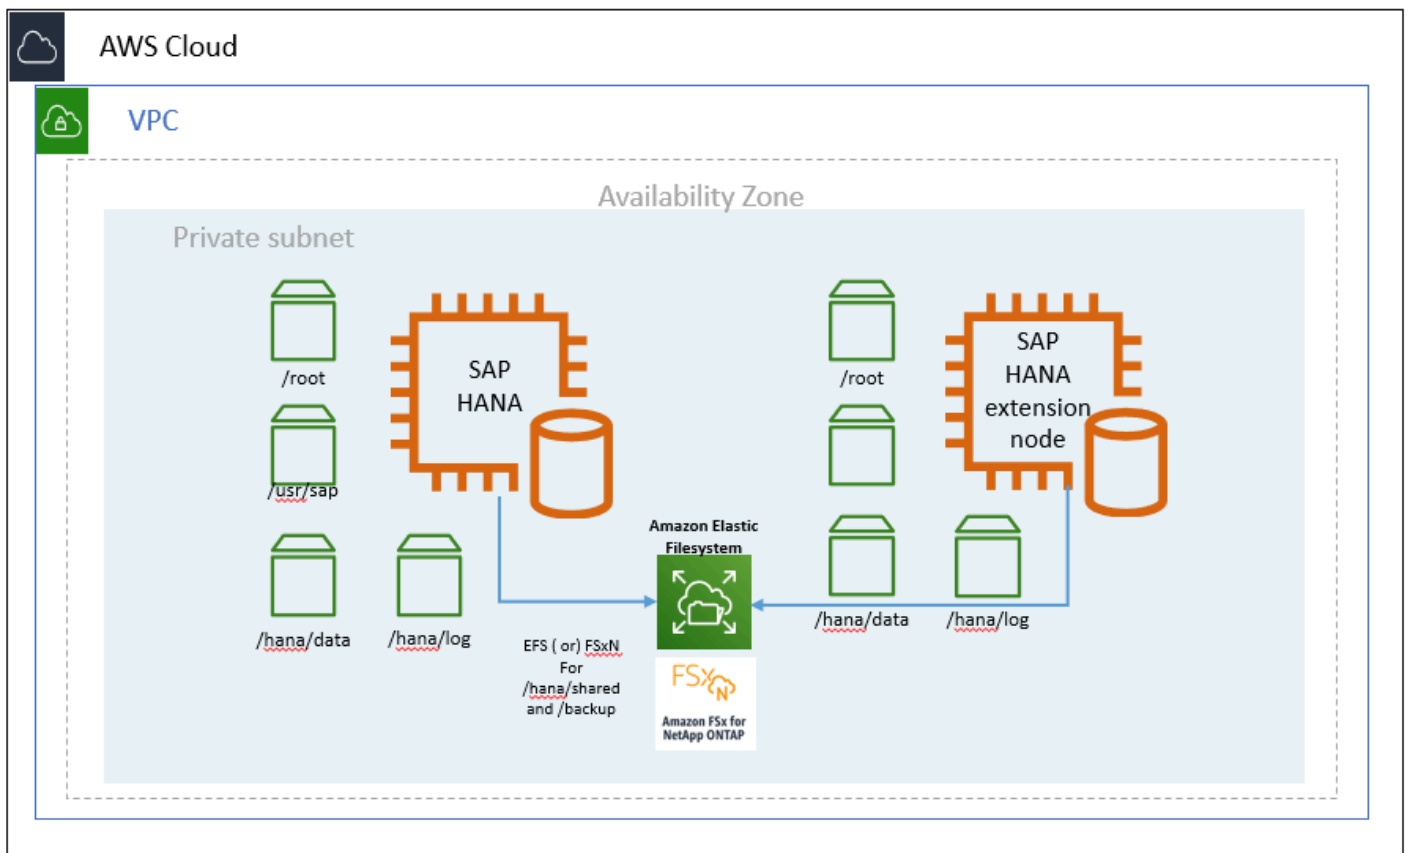 AWS Cloud
VPC
Availability Zone
Private subnet
/root
SAP
HANA
/usr/sap
/hana/data
/hana/log
/root
SAP
HANA
extension
node
/hana/data
/hana/log
Amazon Elastic
Filesystem
EFS ( or) FSxN
For
/hana/shared
and /backup
FSx
N
Amazon FSx for
NetApp ONTAP